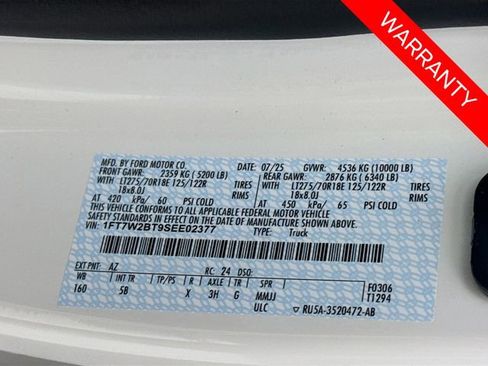 WARRANTY
MFD. BY FORD MOTOR CO. 07/25 GVWR: 4536 KG (10000 LB)
FRONT GAWR: 2359 KG ( 5200 LB) REAR GAWR: 2876 KG ( 6340 LB)
WITH LT275/70R18E 125/122R TIRES WITH LT275/70R18E 125/122R TIRES
18x8.0J RIMS 18x8.0J RIMS
AT 420 kPa/ 60 PSI COLD AT 450 kPa/ 65 PSI COLD
CONFORMS TO ALL APPLICABLE FEDERAL MOTOR VEHICLE SAFETY
STANDARDS IN EFFECT ON THE DATE OF MANUFACTURE SHOWN ABOVE.
VIN: 1FT7W2BT9SEE02377 TYPE: Truck
EXT PNT: AZ RC: 24 DSO: F0306
WB INT TR TP/PS R AXLE TR MMJJ T1294
160 5B X 3H G ULC RU5A-3520472-AB